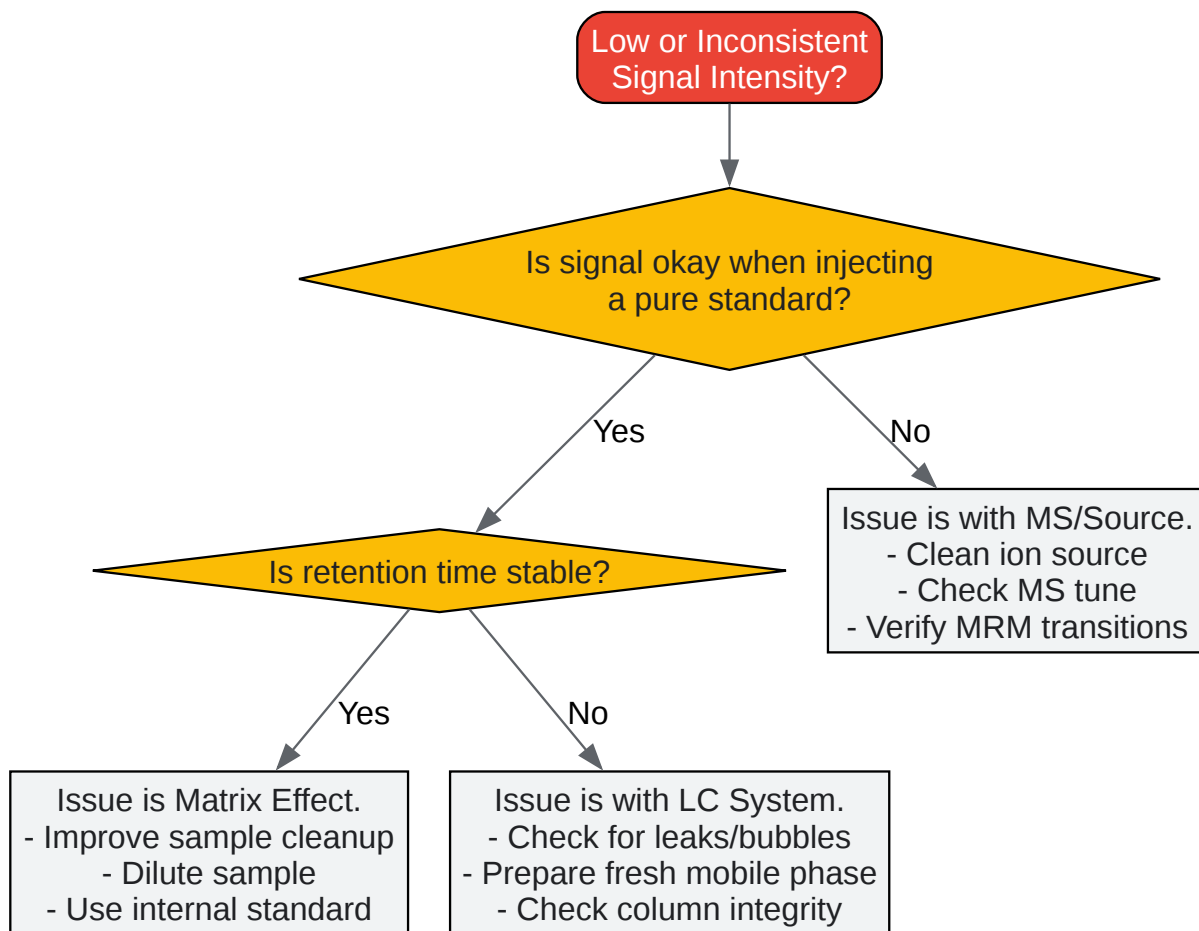 Low or Inconsistent
Signal Intensity?
Is signal okay when injecting
a pure standard?
Yes
No
Issue is with MS/Source.
- Clean ion source
- Check MS tune
- Verify MRM transitions
Is retention time stable?
Yes
No
Issue is Matrix Effect.
- Improve sample cleanup
- Dilute sample
- Use internal standard
Issue is with LC System.
- Check for leaks/bubbles
- Prepare fresh mobile phase
- Check column integrity